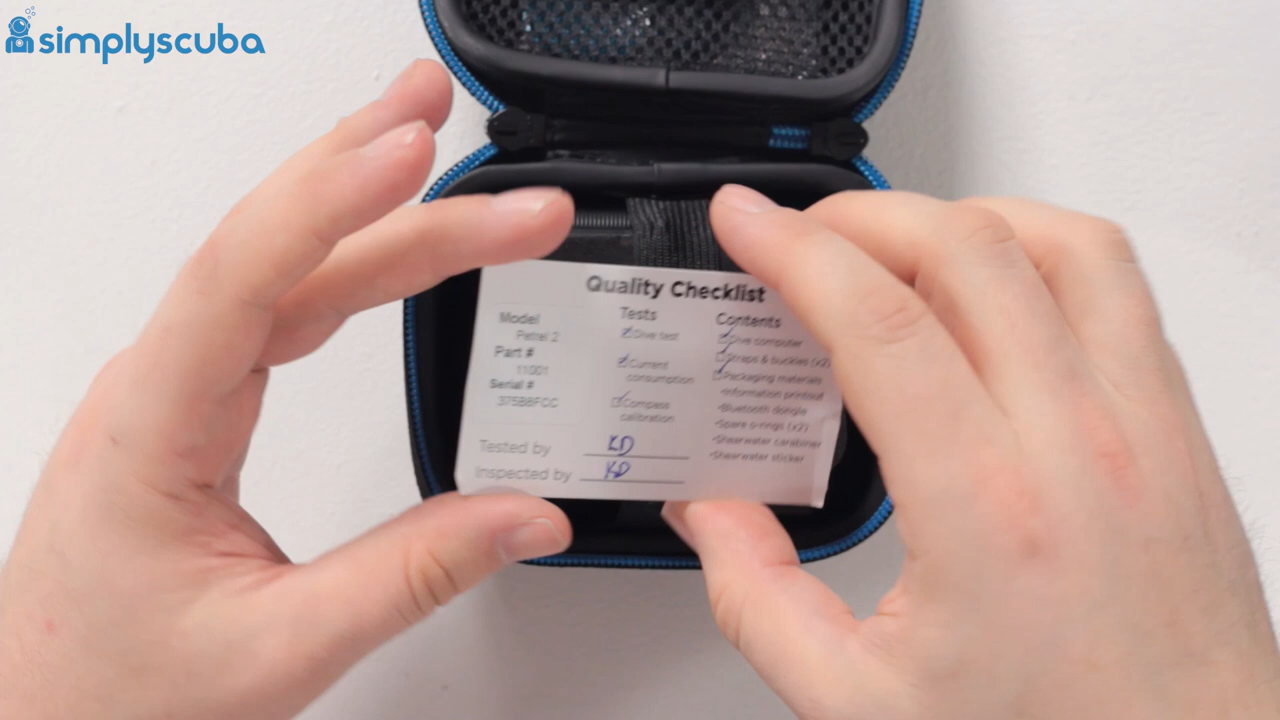 simplyscuba
Quality Checklist
Model
Petrel 2
Part #
11001
Serial #
375B8FCC
Tests
Dive test
Current
consumption
Compass
calibration
Contents
Dive computer
Straps & buckles (x2)
Packaging materials
•Information printout
•Bluetooth dongle
•Spare o-rings (x2)
•Shearwater carabiner
•Shearwater sticker
Tested by KD
Inspected by KD